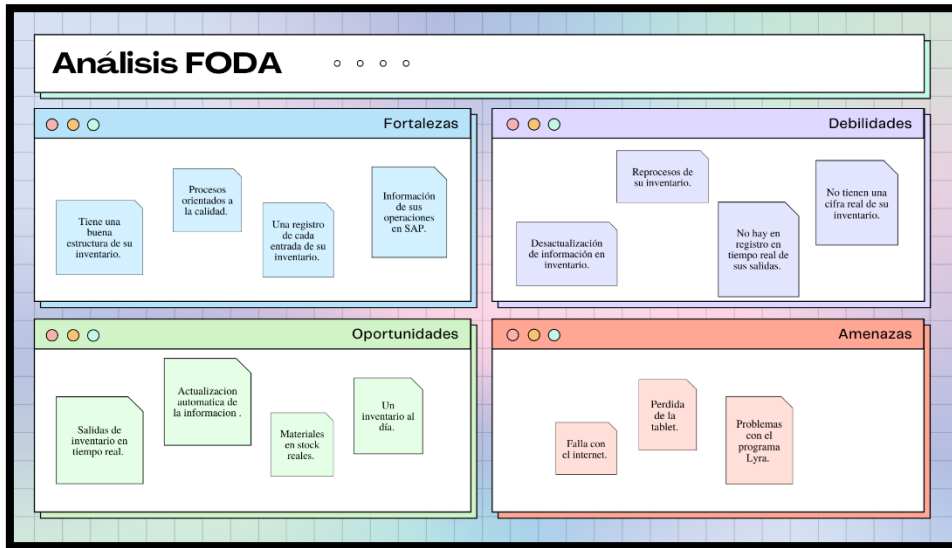 Análisis FODA
Fortalezas
Tiene una
buena
estructura de su
inventario.
Procesos
orientados a
la calidad.
Una registro
de cada
entrada de su
inventario.
Información
de sus
operaciones
en SAP.
Debilidades
Desactualización
de información en
inventario.
Reprocesos de
su inventario.
No hay en
registro en
tiempo real de
sus salidas.
No tienen una
cifra real de su
inventario.
Oportunidades
Salidas de
inventario en
tiempo real.
Actualizacion
automatica de
la informacion .
Materiales
en stock
reales.
Un
inventario al
día.
Amenazas
Falla con
el internet.
Perdida
de la
tablet.
Problemas
con el
programa
Lyra.